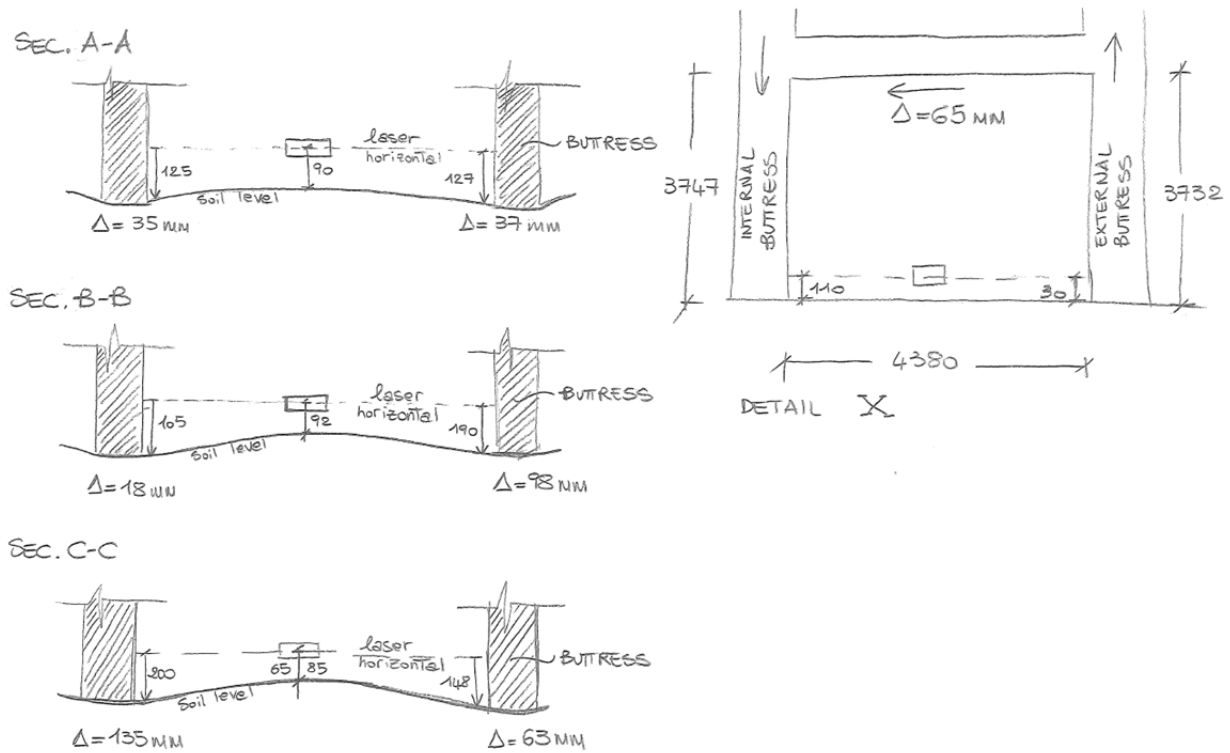 SEC. A-A
laser
horizontal
BUTTRESS
125
90
127
Soil level
Δ= 35 MM
Δ= 37 MM
SEC. B-B
laser
horizontal
BUTTRESS
105
92
190
Soil level
Δ=18 MM
Δ=98 MM
SEC. C-C
laser
horizontal
BUTTRESS
200
65
85
148
Soil level
Δ=135 MM
Δ=63 MM
Δ=65 MM
3747
INTERNAL
BUTTRESS
EXTERNAL
BUTTRESS
3732
110
30
4380
DETAIL X